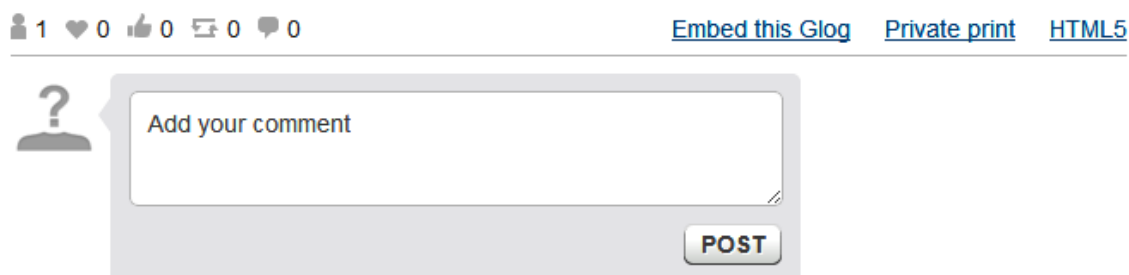 1 0 0 0 0 Embed this Glog Private print HTML5
?
Add your comment
POST